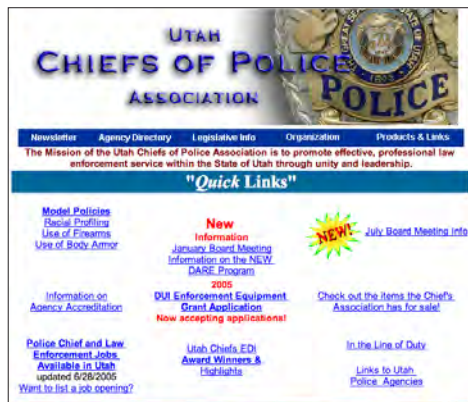 UTAH
CHIEFS OF POLICE
ASSOCIATION
POLICE
Newsletter Agency Directory Legislative Info Organization Products & Links
The Mission of the Utah Chiefs of Police Association is to promote effective, professional law
enforcement service within the State of Utah through unity and leadership.
"Quick Links"
Model Policies
Racial Profiling
Use of Firearms
Use of Body Armor
New
Information
January Board Meeting
Information on the NEW
DARE Program
NEW!
July Board Meeting Info
Information on
Agency Accreditation
2005
DUI Enforcement Equipment
Grant Application
Now accepting applications!
Check out the items the Chief's
Association has for sale!
Police Chief and Law
Enforcement Jobs
Available in Utah
updated 6/28/2005
Want to list a job opening?
Utah Chiefs EDI
Award Winners &
Highlights
In the Line of Duty
Links to Utah
Police Agencies